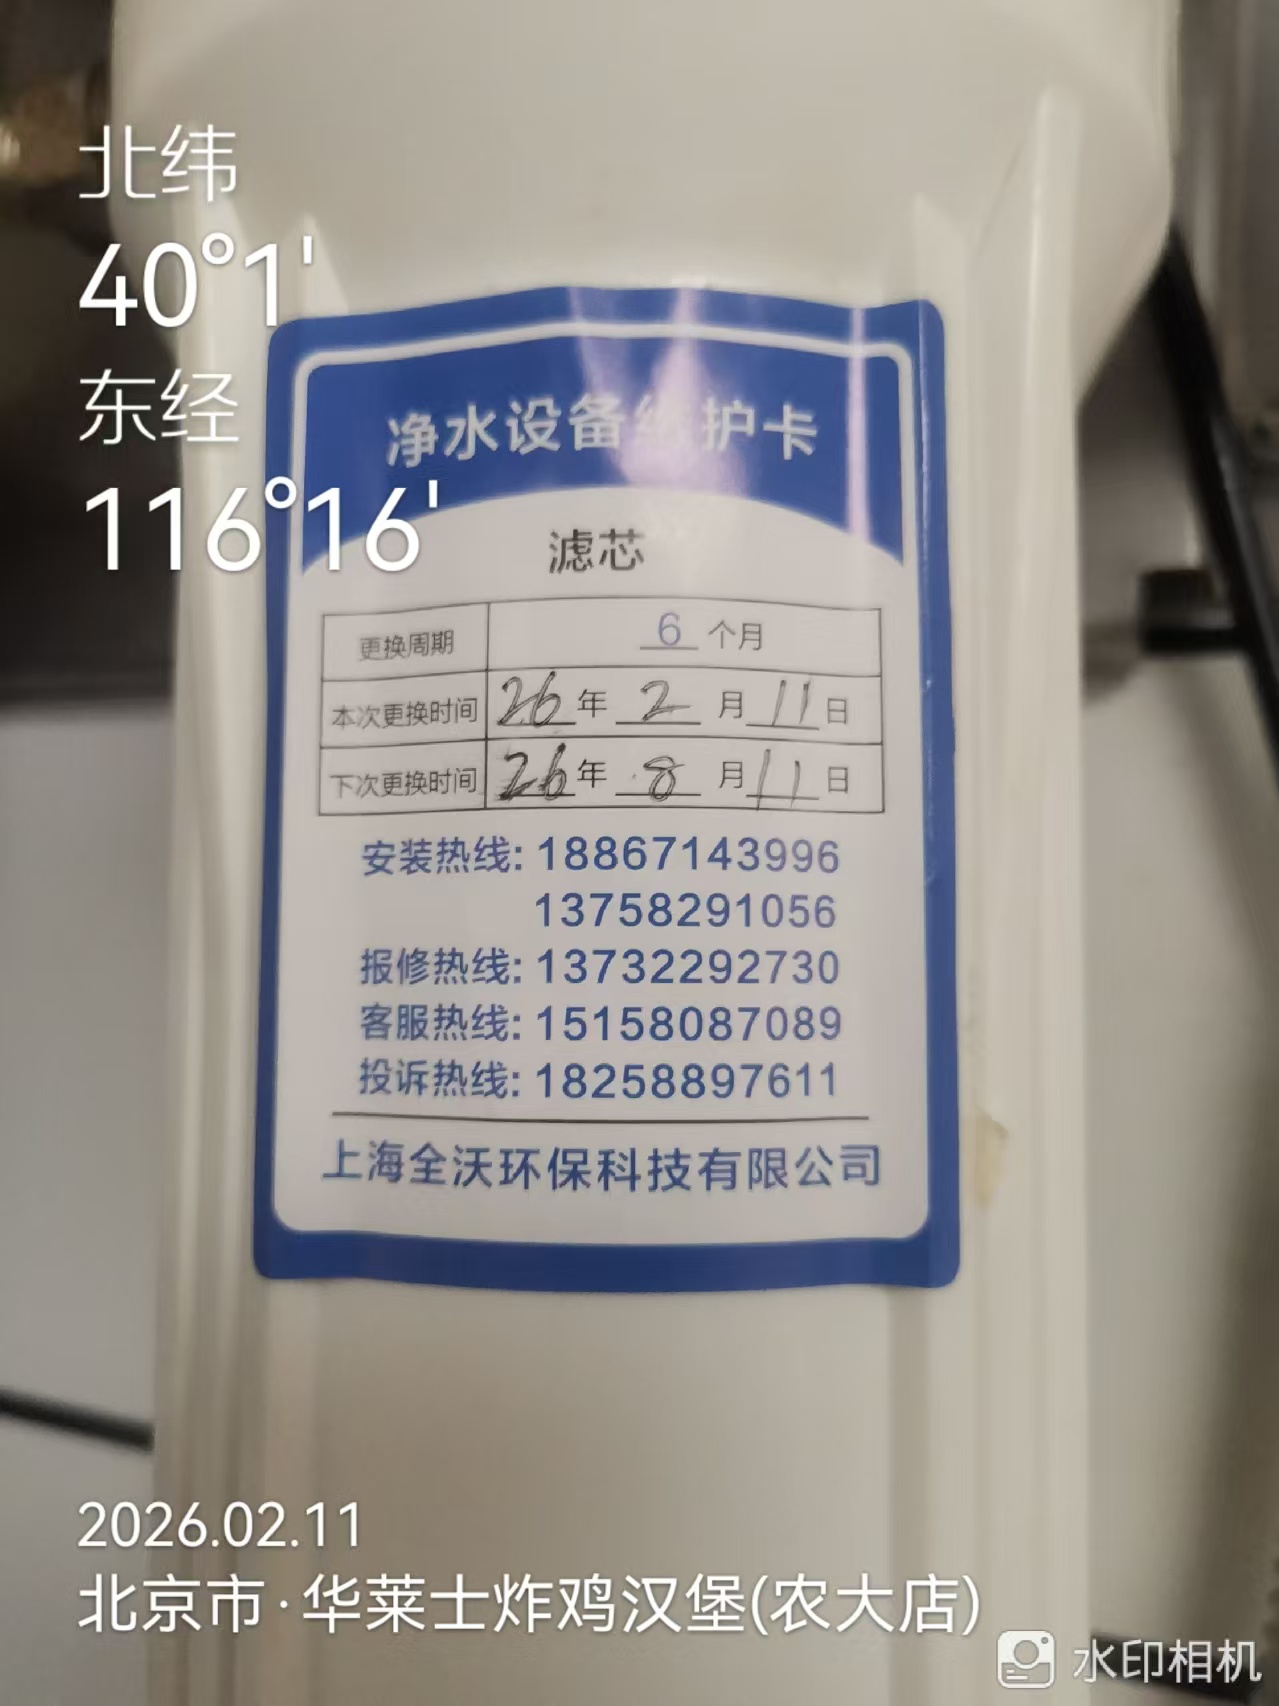 北纬
40°1'
东经
116°16'
净水设备维护卡
滤芯
更换周期 6 个月
本次更换时间 26 年 2 月 11 日
下次更换时间 26 年 8 月 11 日
安装热线: 18867143996
13758291056
报修热线: 13732292730
客服热线: 15158087089
投诉热线: 18258897611
上海全沃环保科技有限公司
2026.02.11
北京市·华莱士炸鸡汉堡(农大店)
水印相机